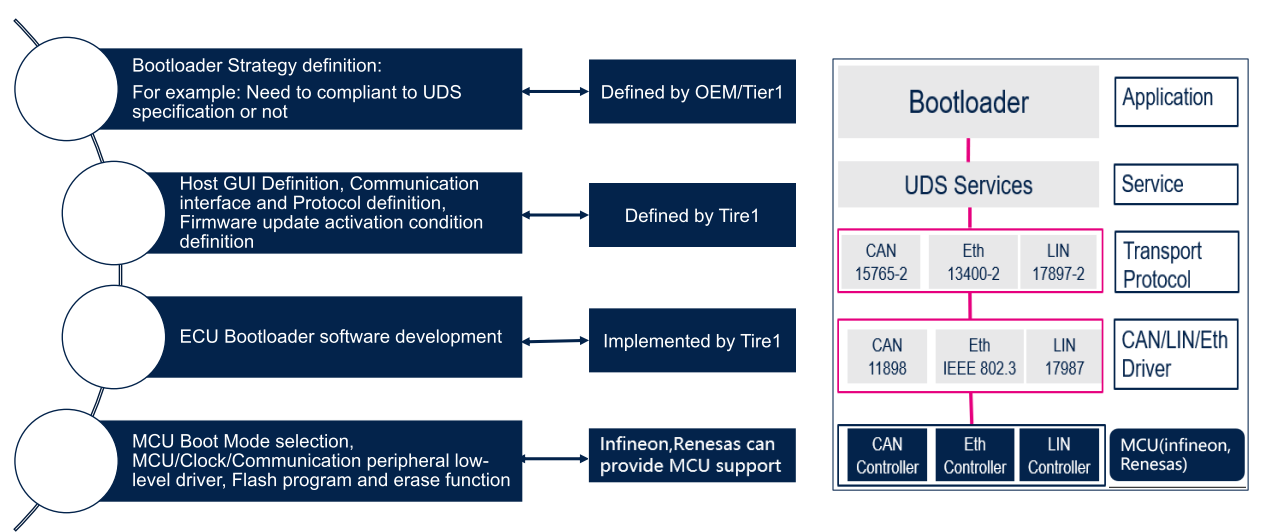 Bootloader Strategy definition:
For example: Need to compliant to UDS
specification or not
Defined by OEM/Tier1
Host GUI Definition, Communication
interface and Protocol definition,
Firmware update activation condition
definition
Defined by Tire1
ECU Bootloader software development
Implemented by Tire1
MCU Boot Mode selection,
MCU/Clock/Communication peripheral low-
level driver, Flash program and erase function
Infineon,Renesas can
provide MCU support
Bootloader
Application
UDS Services
Service
CAN
15765-2
Eth
13400-2
LIN
17897-2
Transport
Protocol
CAN
11898
Eth
IEEE 802.3
LIN
17987
CAN/LIN/Eth
Driver
CAN
Controller
Eth
Controller
LIN
Controller
MCU(infineon,
Renesas)